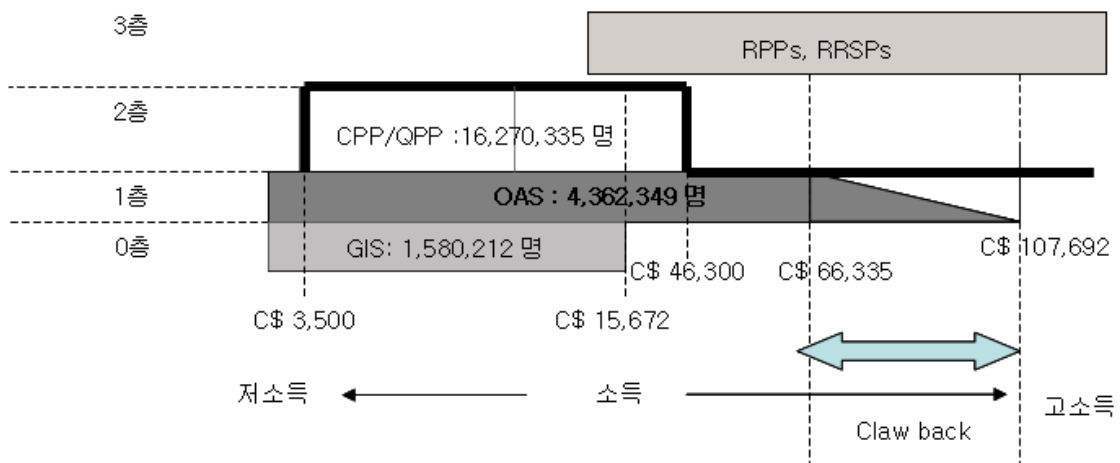 3층
RPPs, RRSPs
2층
CPP/QPP :16,270,335 명
1층
OAS : 4,362,349 명
0층
GIS: 1,580,212 명
C$ 107,692
C$ 46,300
C$ 66,335
C$ 3,500
C$ 15,672
저소득
소득
고소득
Claw back